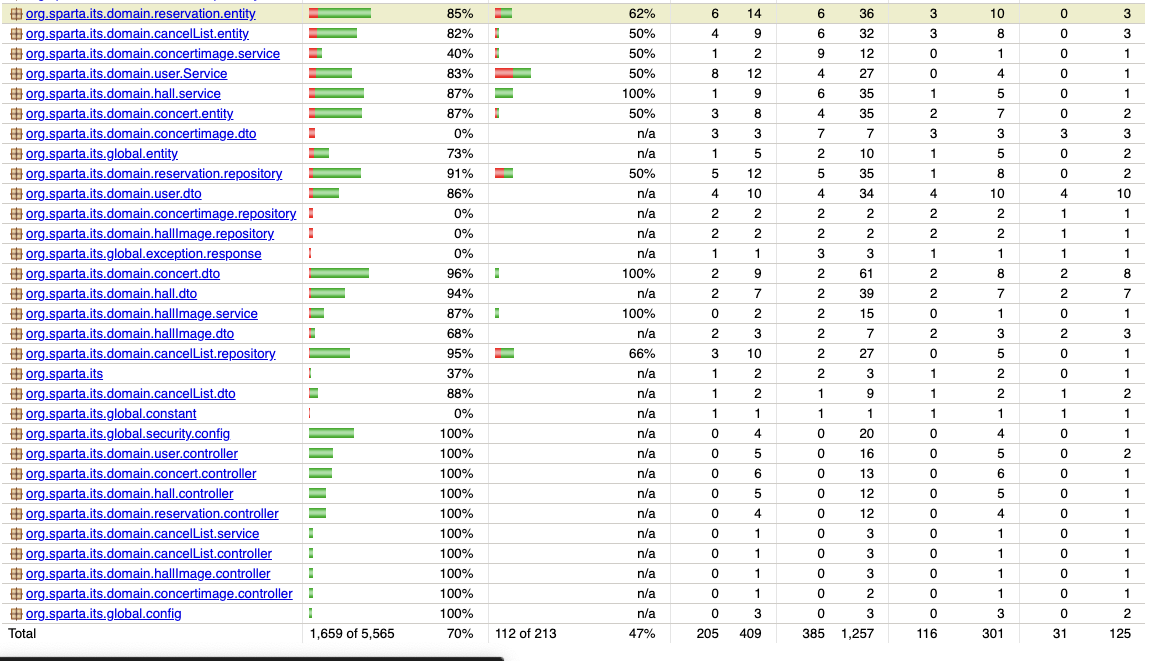 org.sparta.its.domain.reservation.entity 85% 62% 6 14 6 36 3 10 0 3
org.sparta.its.domain.cancelList.entity 82% 50% 4 9 6 32 3 8 0 3
org.sparta.its.domain.concertimage.service 40% 50% 1 2 9 12 0 1 0 1
org.sparta.its.domain.user.Service 83% 50% 8 12 4 27 0 4 0 1
org.sparta.its.domain.hall.service 87% 100% 1 9 6 35 1 5 0 1
org.sparta.its.domain.concert.entity 87% 50% 3 8 4 35 2 7 0 2
org.sparta.its.domain.concertimage.dto 0% n/a 3 3 7 7 3 3 3 3
org.sparta.its.global.entity 73% n/a 1 5 2 10 1 5 0 2
org.sparta.its.domain.reservation.repository 91% 50% 5 12 5 35 1 8 0 2
org.sparta.its.domain.user.dto 86% n/a 4 10 4 34 4 10 4 10
org.sparta.its.domain.concertimage.repository 0% n/a 2 2 2 2 2 2 1 1
org.sparta.its.domain.hallImage.repository 0% n/a 2 2 2 2 2 2 1 1
org.sparta.its.global.exception.response 0% n/a 1 1 3 3 1 1 1 1
org.sparta.its.domain.concert.dto 96% 100% 2 9 2 61 2 8 2 8
org.sparta.its.domain.hall.dto 94% n/a 2 7 2 39 2 7 2 7
org.sparta.its.domain.hallImage.service 87% 100% 0 2 2 15 0 1 0 1
org.sparta.its.domain.hallImage.dto 68% n/a 2 3 2 7 2 3 2 3
org.sparta.its.domain.cancelList.repository 95% 66% 3 10 2 27 0 5 0 1
org.sparta.its 37% n/a 1 2 2 3 1 2 0 1
org.sparta.its.domain.cancelList.dto 88% n/a 1 2 1 9 1 2 1 2
org.sparta.its.global.constant 0% n/a 1 1 1 1 1 1 1 1
org.sparta.its.global.security.config 100% n/a 0 4 0 20 0 4 0 1
org.sparta.its.domain.user.controller 100% n/a 0 5 0 16 0 5 0 2
org.sparta.its.domain.concert.controller 100% n/a 0 6 0 13 0 6 0 1
org.sparta.its.domain.hall.controller 100% n/a 0 5 0 12 0 5 0 1
org.sparta.its.domain.reservation.controller 100% n/a 0 4 0 12 0 4 0 1
org.sparta.its.domain.cancelList.service 100% n/a 0 1 0 3 0 1 0 1
org.sparta.its.domain.cancelList.controller 100% n/a 0 1 0 3 0 1 0 1
org.sparta.its.domain.hallImage.controller 100% n/a 0 1 0 3 0 1 0 1
org.sparta.its.domain.concertimage.controller 100% n/a 0 1 0 2 0 1 0 1
org.sparta.its.global.config 100% n/a 0 3 0 3 0 3 0 2
Total 1,659 of 5,565 70% 112 of 213 47% 205 409 385 1,257 116 301 31 125